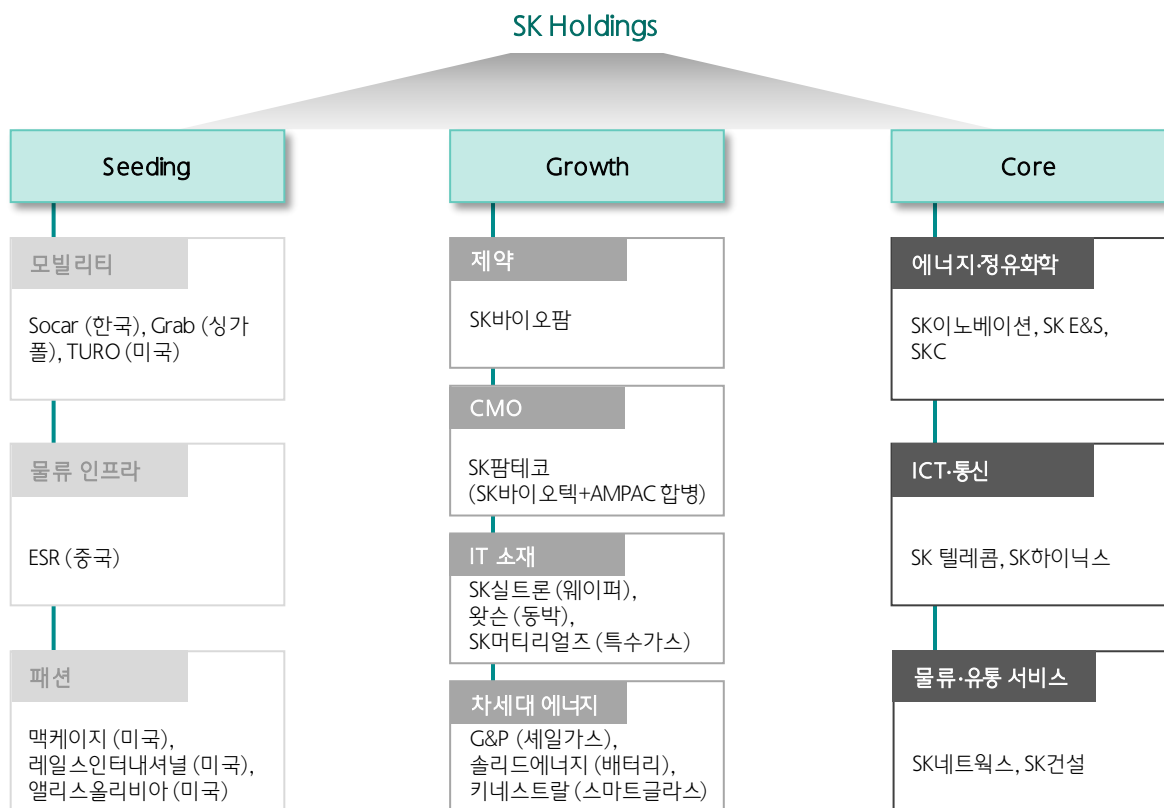 SK Holdings
Seeding
모빌리티
Socar (한국), Grab (싱가
폴), TURO (미국)
물류 인프라
ESR (중국)
패션
맥케이지 (미국),
레일스인터내셔널 (미국),
앨리스올리비아 (미국)
Growth
제약
SK바이오팜
CMO
SK팜테코
(SK바이오텍+AMPAC 합병)
IT 소재
SK실트론 (웨이퍼),
왓슨 (동박),
SK머티리얼즈 (특수가스)
차세대 에너지
G&P (셰일가스),
솔리드에너지 (배터리),
키네스트랄 (스마트글라스)
Core
에너지·정유화학
SK이노베이션, SK E&S,
SKC
ICT·통신
SK 텔레콤, SK하이닉스
물류·유통 서비스
SK네트웍스, SK건설